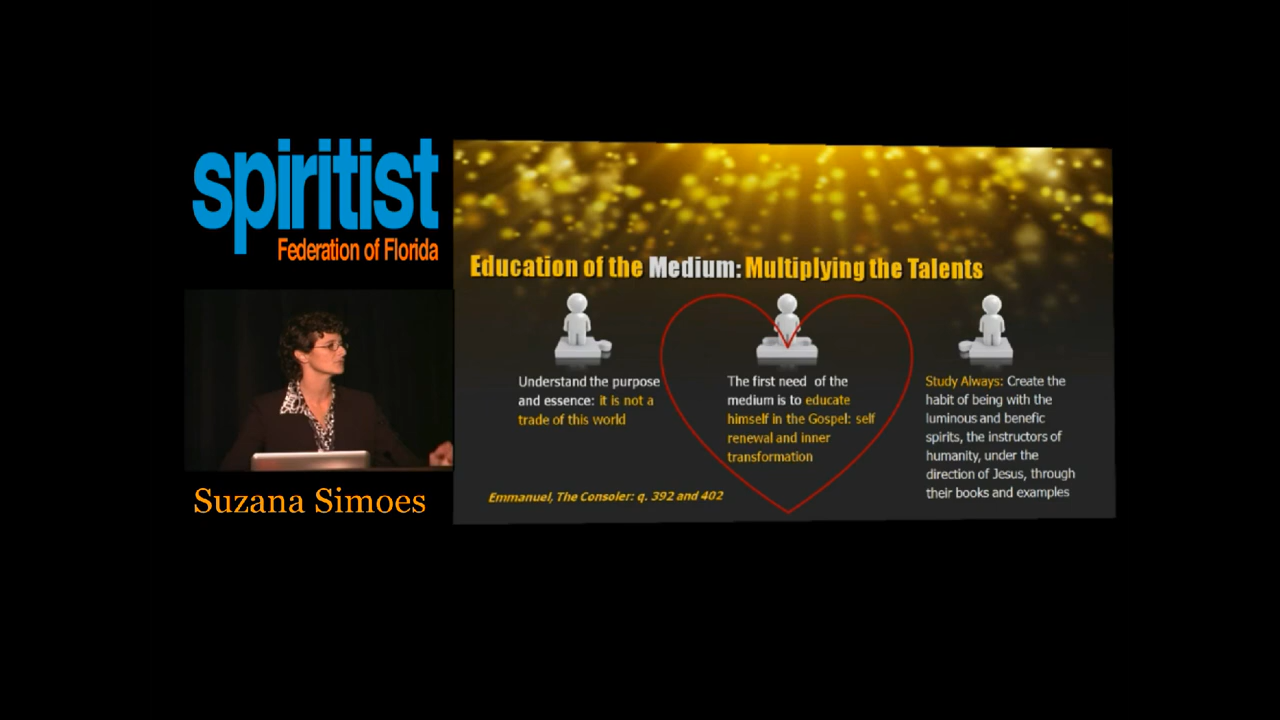 spiritist
Federation of Florida
Suzana Simoes
Education of the Medium: Multiplying the Talents
Understand the purpose
and essence: it is not a
trade of this world
The first need of the
medium is to educate
himself in the Gospel: self
renewal and inner
transformation
Study Always: Create the
habit of being with the
luminous and benefic
spirits, the instructors of
humanity, under the
direction of Jesus, through
their books and examples
Emmanuel, The Consoler: q. 392 and 402